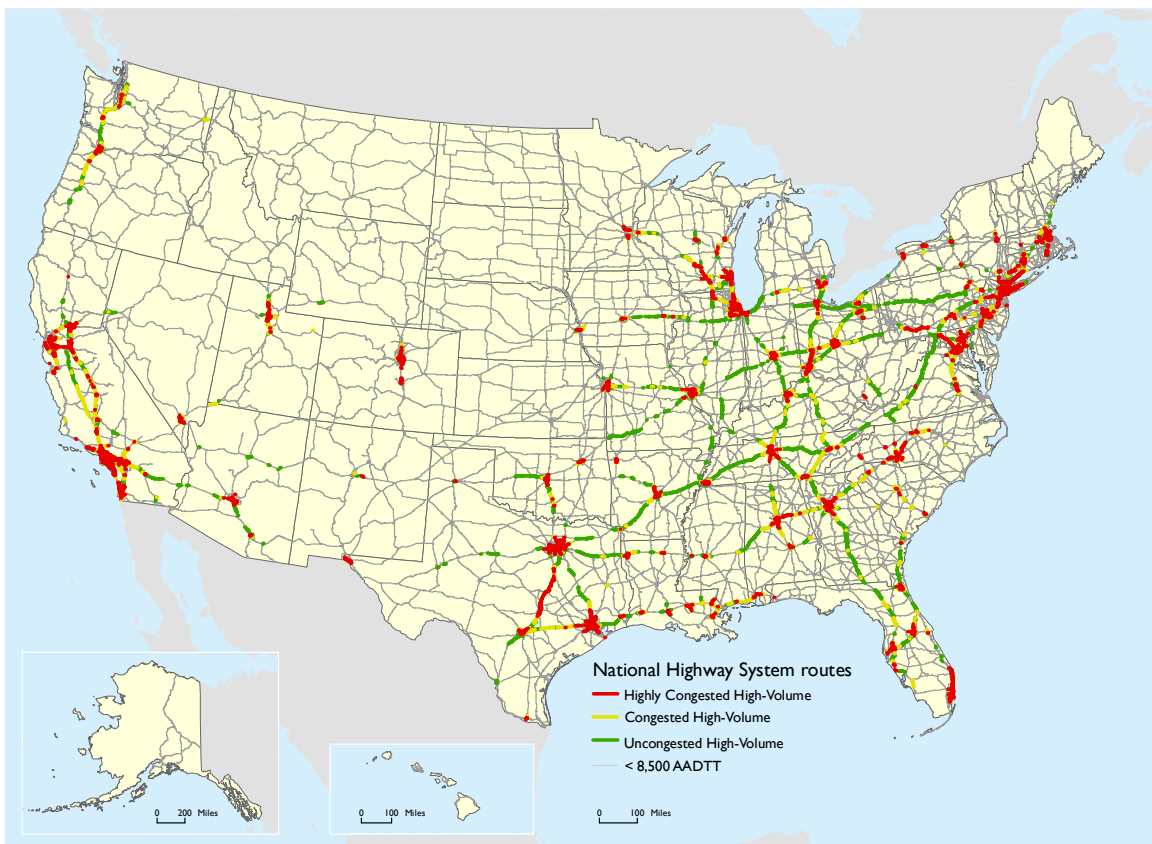 National Highway System routes
Highly Congested High-Volume
Congested High-Volume
Uncongested High-Volume
< 8,500 AADTT
0 200 Miles
0 100 Miles
0 100 Miles